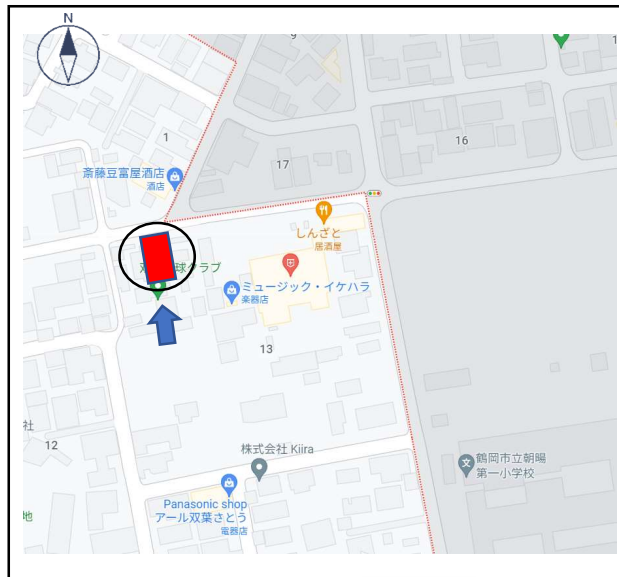 N
9
1
1
16
17
斎藤豆富屋酒店
酒店
しんざと
居酒屋
球クラブ
ミュージック・イケハラ
楽器店
13
社
12
株式会社 Kiira
鶴岡市立朝暘
第一小学校
地
Panasonic shop
アール双葉さとう
電器店